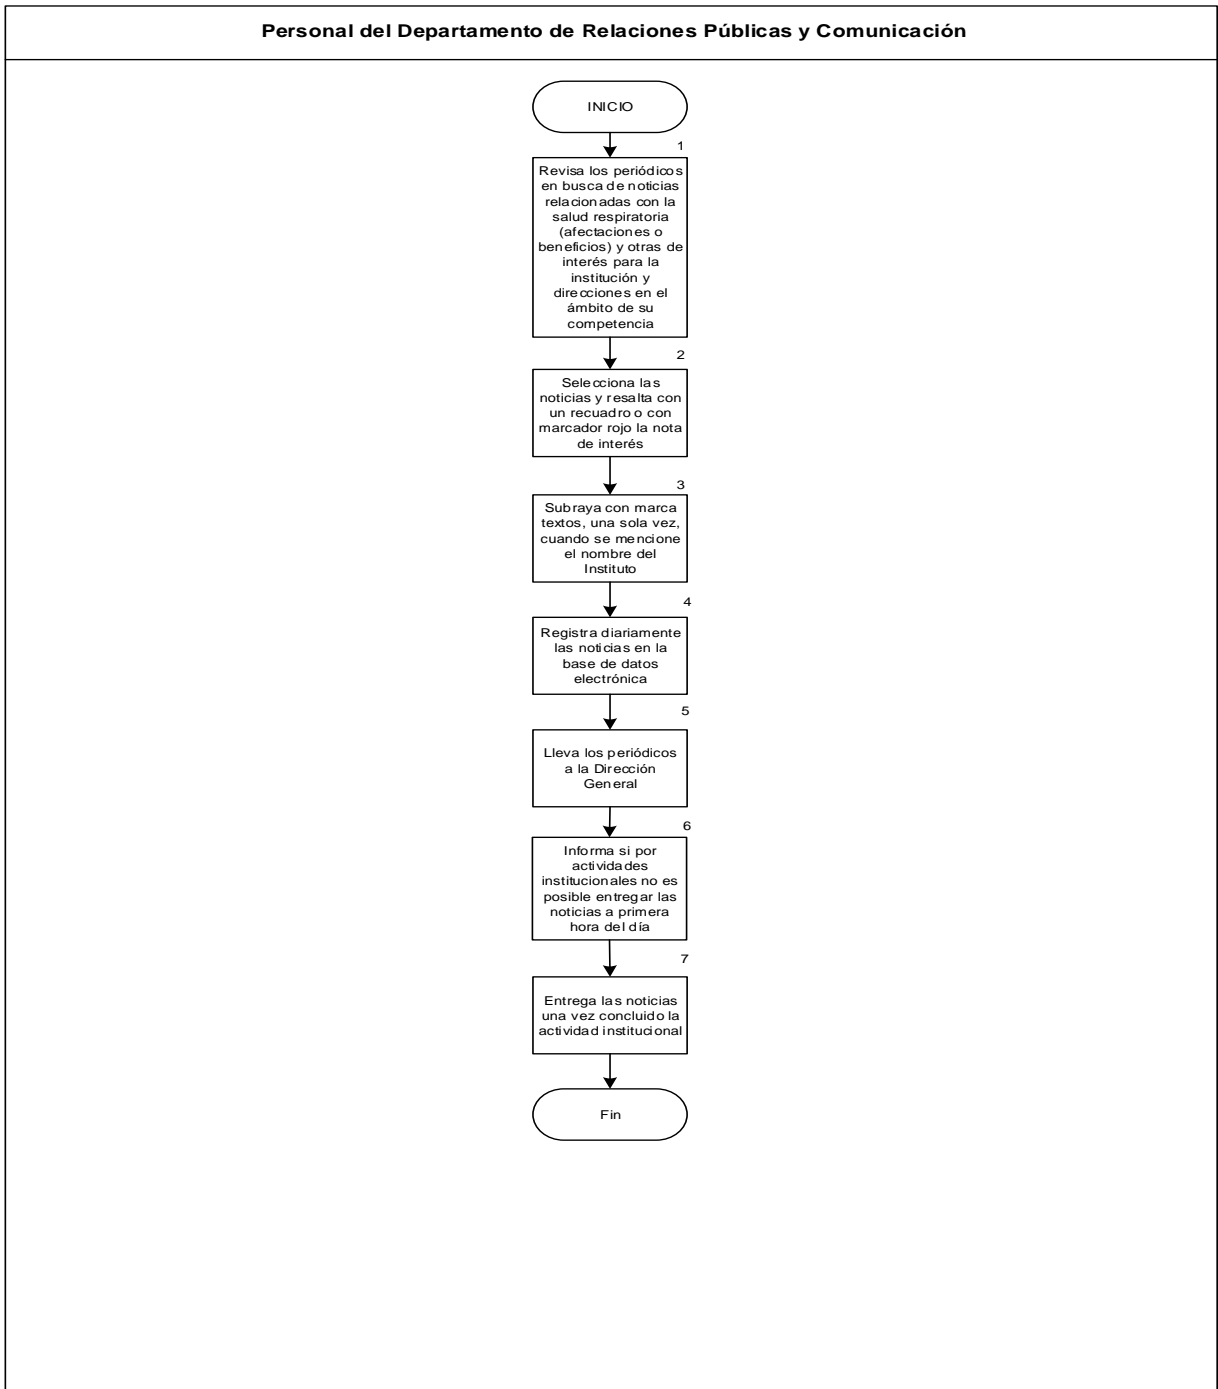 Personal del Departamento de Relaciones Públicas y Comunicación
INICIO
1
Revisa los periódicos
en busca de noticias
relacionadas con la
salud respiratoria
(afectaciones o
beneficios) y otras de
interés para la
institución y
direcciones en el
ámbito de su
competencia
2
Selecciona las
noticias y resalta con
un recuadro o con
marcador rojo la nota
de interés
3
Subraya con marca
textos, una sola vez,
cuando se mencione
el nombre del
Instituto
4
Registra diariamente
las noticias en la
base de datos
electrónica
5
Lleva los periódicos
a la Dirección
General
6
Informa si por
actividades
institucionales no es
posible entregar las
noticias a primera
hora del día
7
Entrega las noticias
una vez concluido la
actividad institucional
Fin